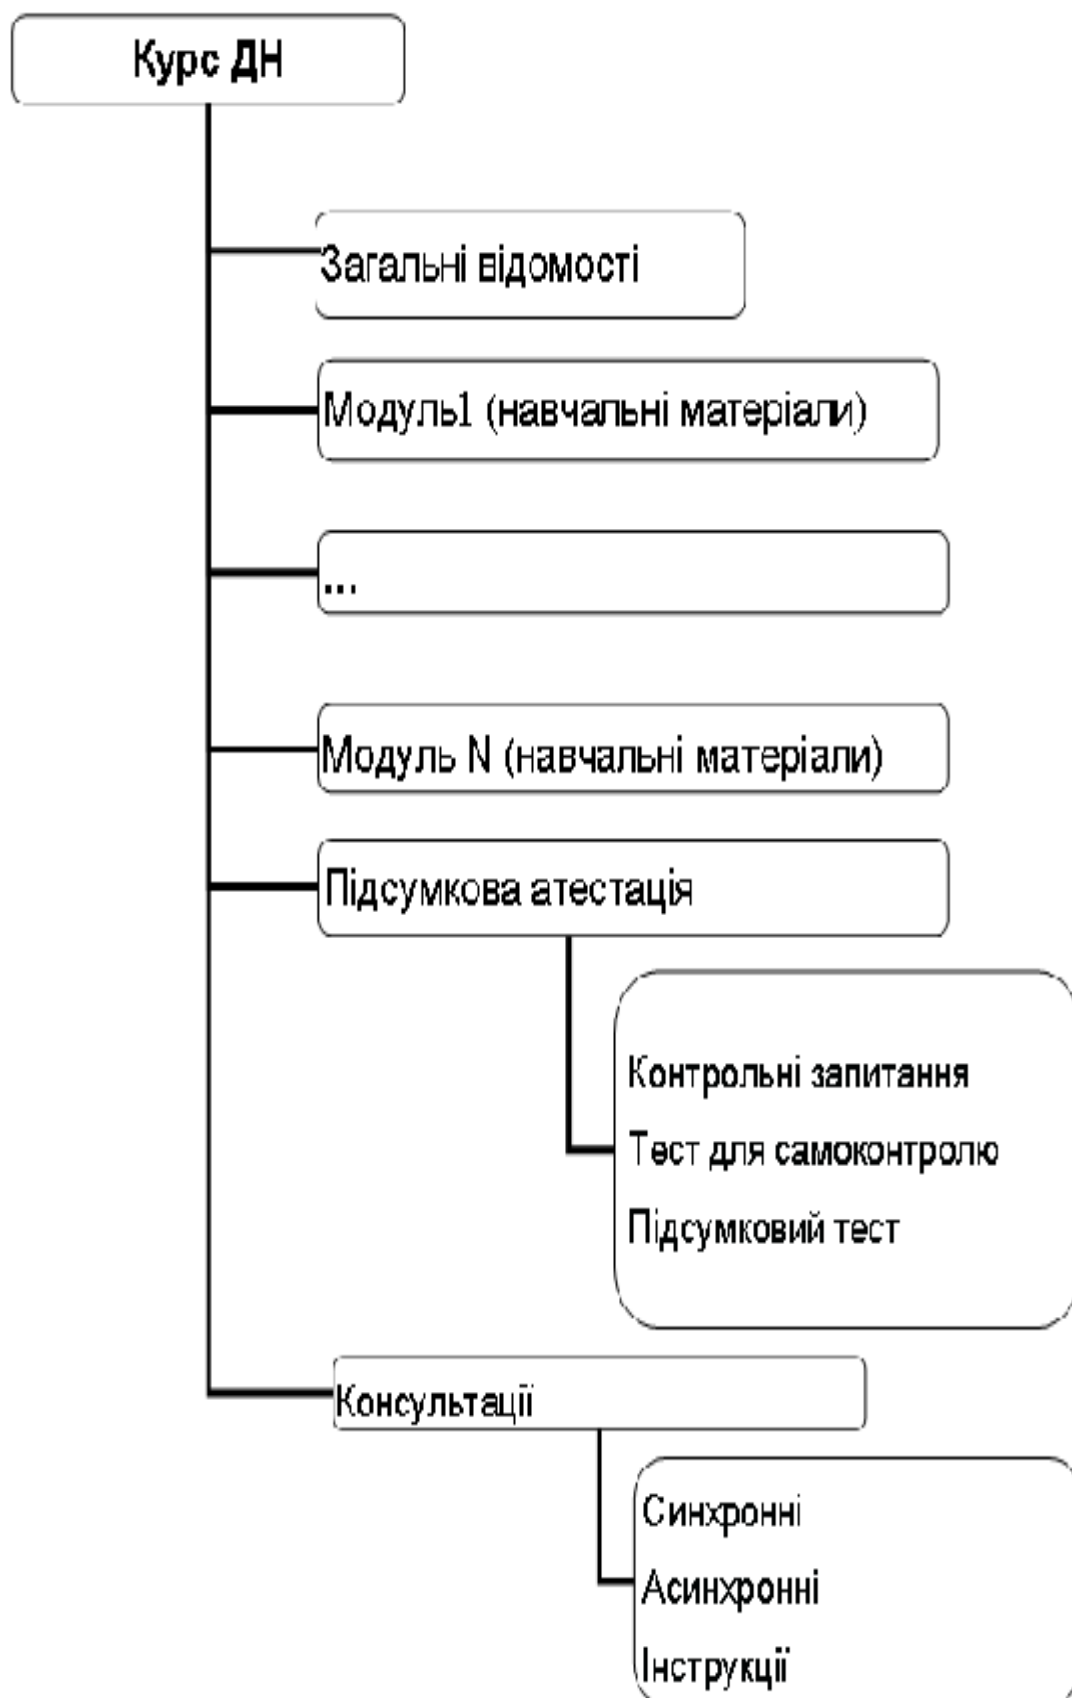 Курс ДН
Загальні відомості
Модуль1 (навчальні матеріали)
...
Модуль N (навчальні матеріали)
Підсумкова атестація
Контрольні запитання
Тест для самоконтролю
Підсумковий тест
Консультації
Синхронні
Асинхронні
Інструкції